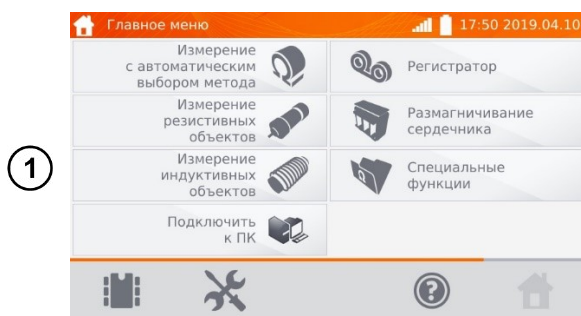 Главное меню
17:50 2019.04.10
Измерение
с автоматическим
выбором метода
Регистратор
Измерение
резистивных
объектов
Размагничивание
сердечника
1
Измерение
индуктивных
объектов
Специальные
функции
Подключить
к ПК
?